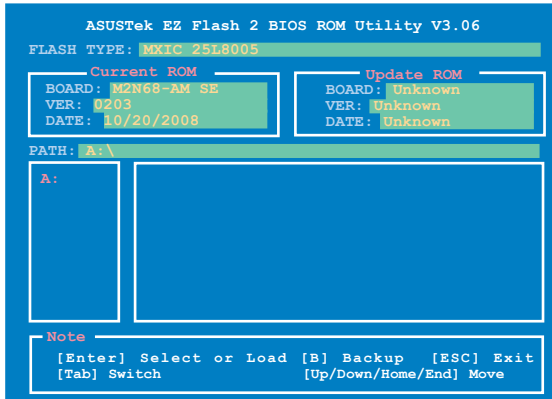 ASUSTek EZ Flash 2 BIOS ROM Utility V3.06
FLASH TYPE: MXIC 25L8005
Current ROM
BOARD: M2N68-AM SE
VER: 0203
DATE: 10/20/2008
Update ROM
BOARD: Unknown
VER: Unknown
DATE: Unknown
PATH: A:\
A:
Note
[Enter] Select or Load [B] Backup [ESC] Exit
[Tab] Switch [Up/Down/Home/End] Move